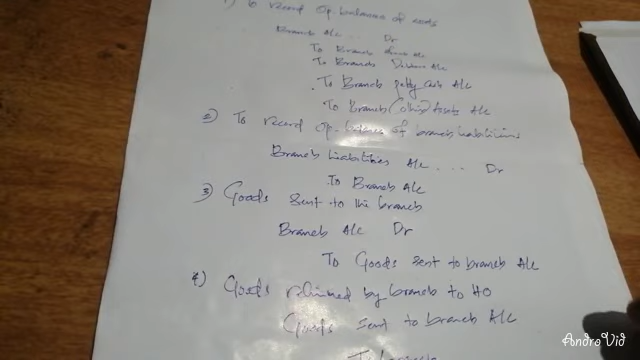 1) To record Op. balances of assets
Branch A/c ... Dr
To Branch Stock A/c
To Branch Debtors A/c
To Branch petty cash A/c
To Branch (other) Assets A/c
2) To record Op. balances of branch liabilities
Branch Liabilities A/c ... Dr
To Branch A/c
3) Goods sent to the branch
Branch A/c Dr
To Goods sent to branch A/c
4) Goods returned by branch to HO
Goods sent to branch A/c
To
AndroVid